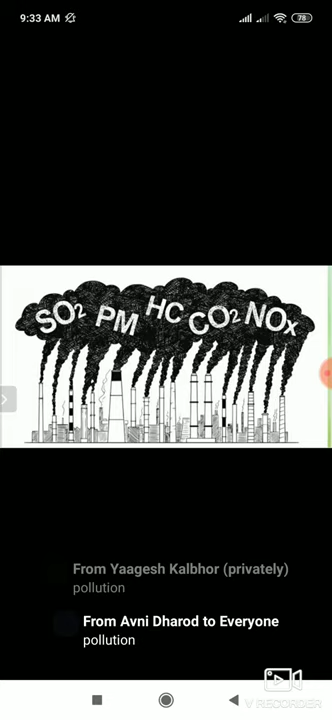 9:33 AM
78
SO2 PM HC CO2 NOx
From Yaagesh Kalbhor (privately)
pollution
From Avni Dharod to Everyone
pollution
V RECORDER